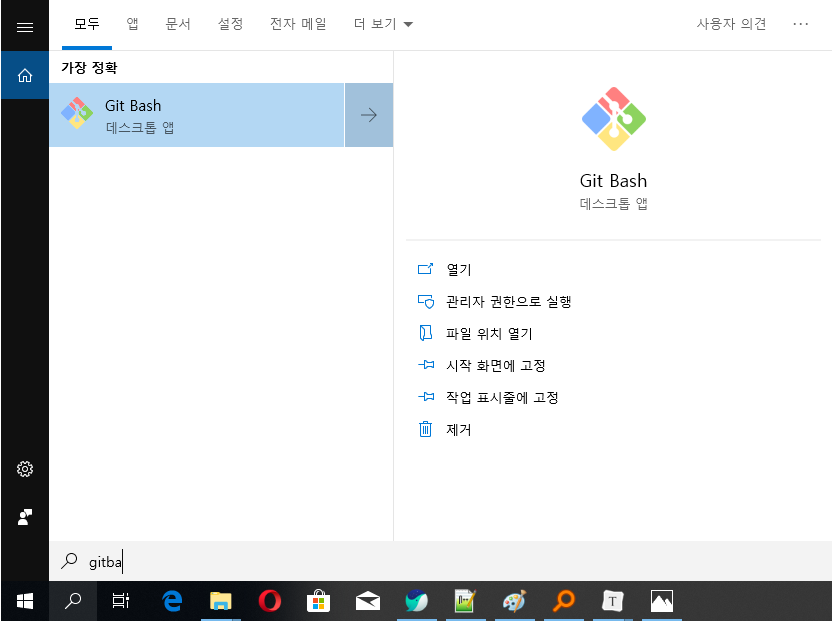 모두 앱 문서 설정 전자 메일 더 보기 사용자 의견 ...
가장 정확
Git Bash
데스크톱 앱
Git Bash
데스크톱 앱
열기
관리자 권한으로 실행
파일 위치 열기
시작 화면에 고정
작업 표시줄에 고정
제거
gitba
T